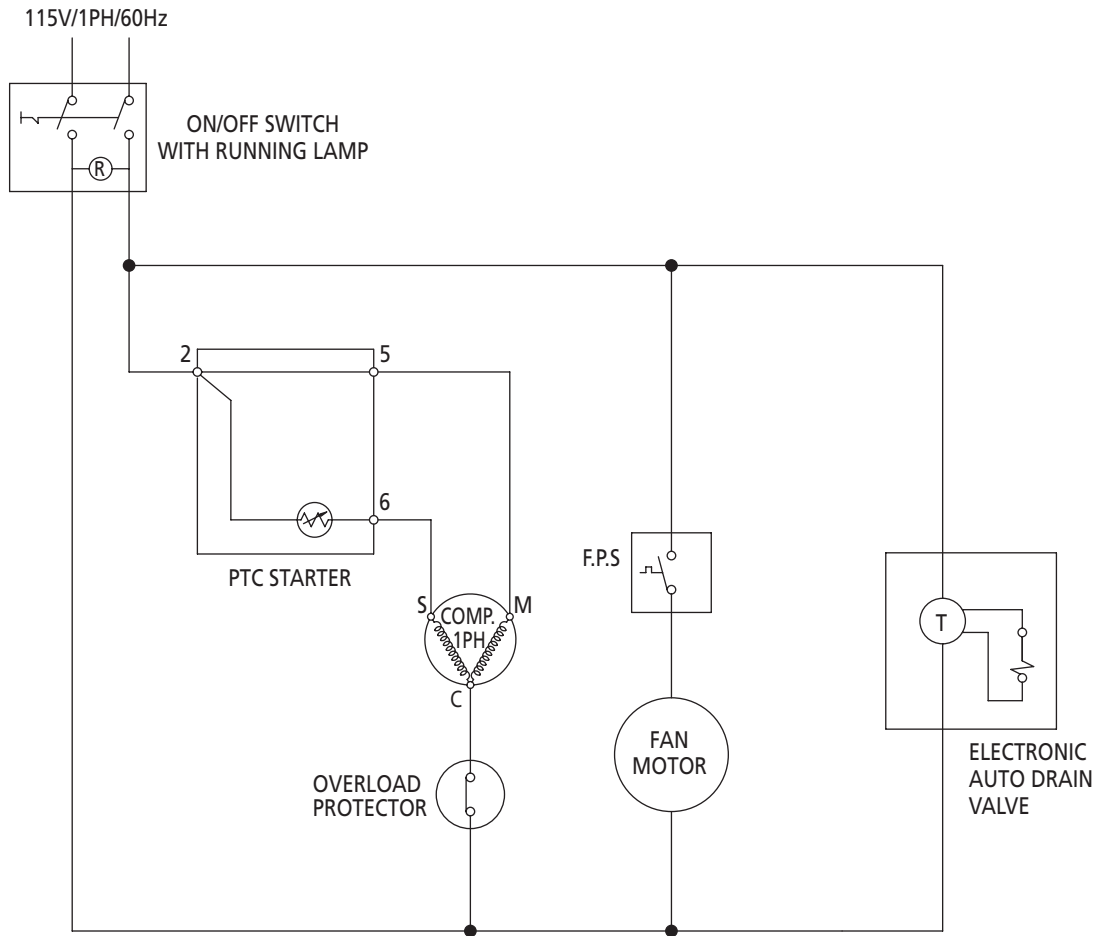 115V/1PH/60Hz
ON/OFF SWITCH
WITH RUNNING LAMP
R
2
5
6
PTC STARTER
S
COMP.
1PH
M
C
OVERLOAD
PROTECTOR
F.P.S
FAN
MOTOR
T
ELECTRONIC
AUTO DRAIN
VALVE